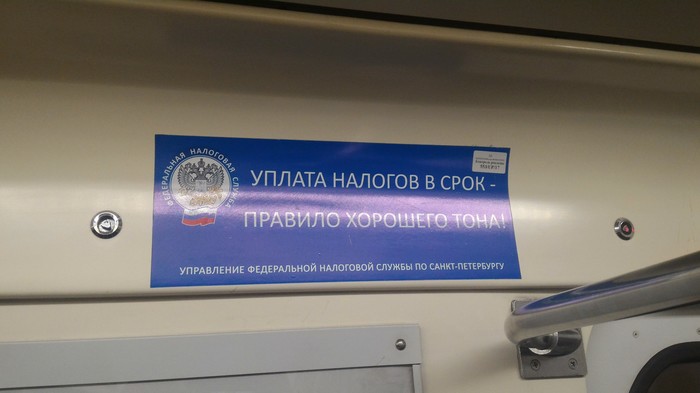 ФЕДЕРАЛЬНАЯ НАЛОГОВАЯ СЛУЖБА
УПЛАТА НАЛОГОВ В СРОК -
ПРАВИЛО ХОРОШЕГО ТОНА!
УПРАВЛЕНИЕ ФЕДЕРАЛЬНОЙ НАЛОГОВОЙ СЛУЖБЫ ПО САНКТ-ПЕТЕРБУРГУ